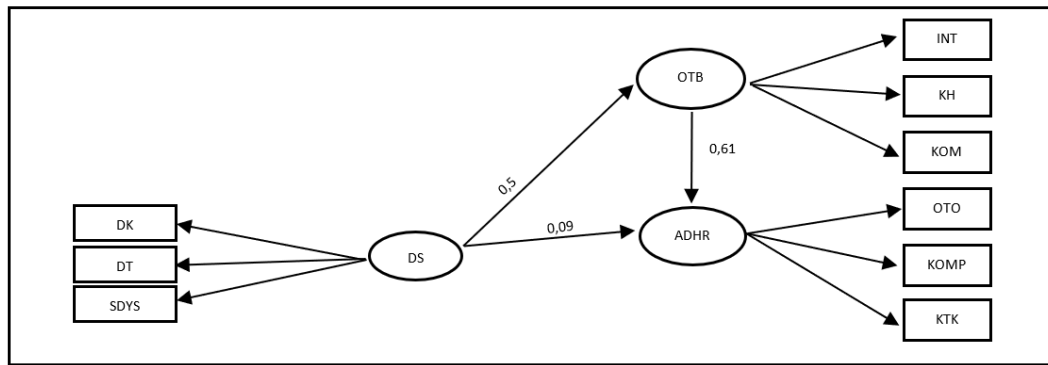 INT
OTB
KH
KOM
0,61
0,5
OTO
DK
0,09
ADHR
DS
DT
KOMP
SDYS
KTK